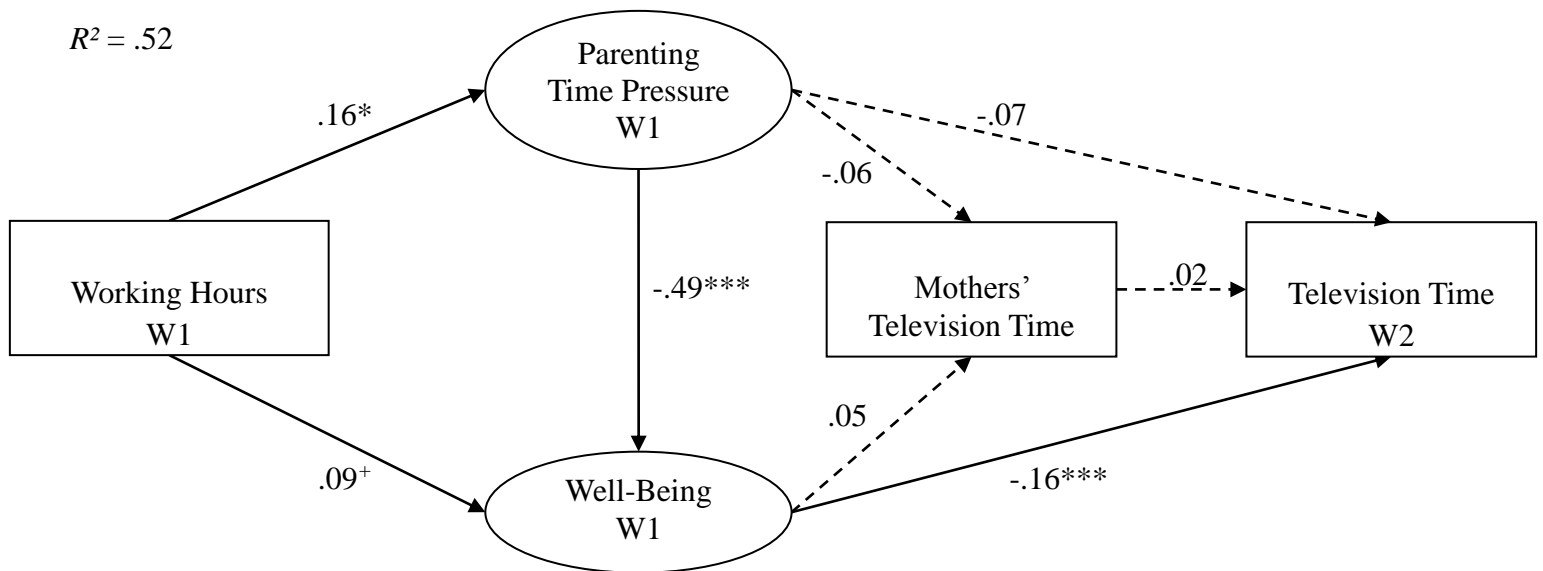 R² = .52
Parenting
Time Pressure
W1
.16*
-.07
-.06
Working Hours
W1
-.49***
Mothers’
Television Time
.02
Television Time
W2
.05
.09⁺
Well-Being
W1
-.16***